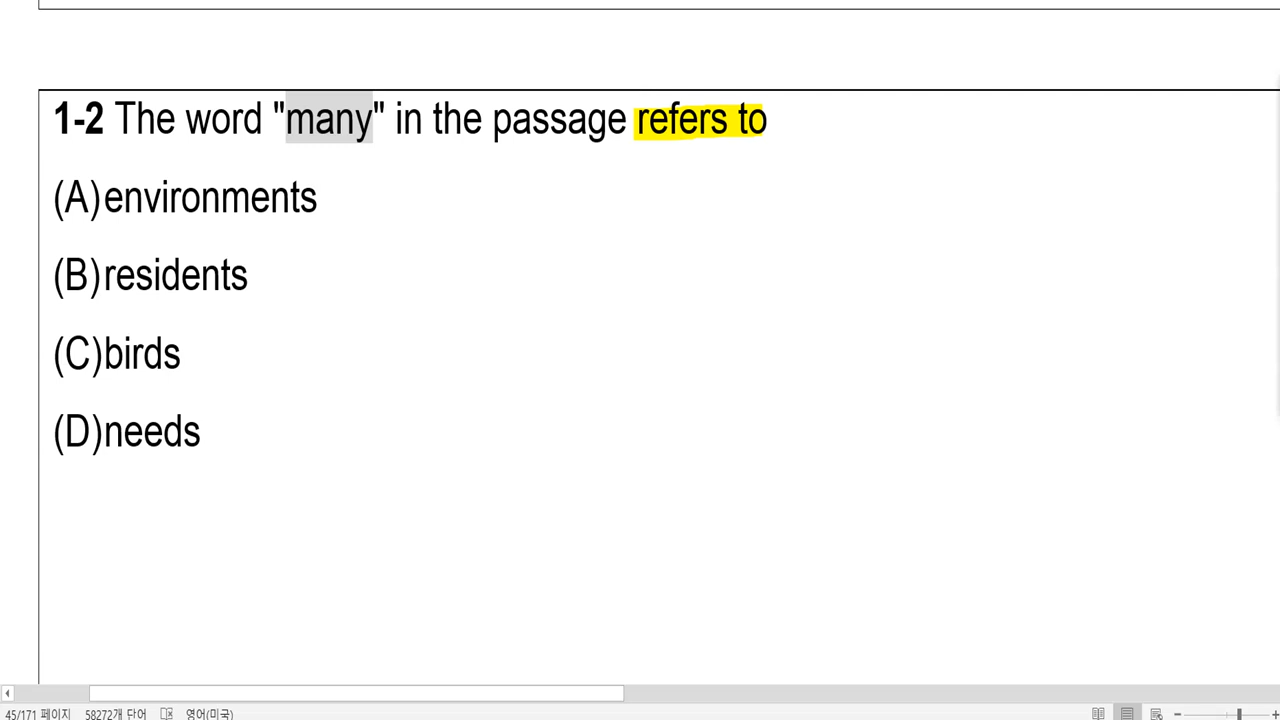 1-2 The word "many" in the passage refers to
(A)environments
(B)residents
(C)birds
(D)needs
45/171 페이지 58272개 단어 영어(미국)